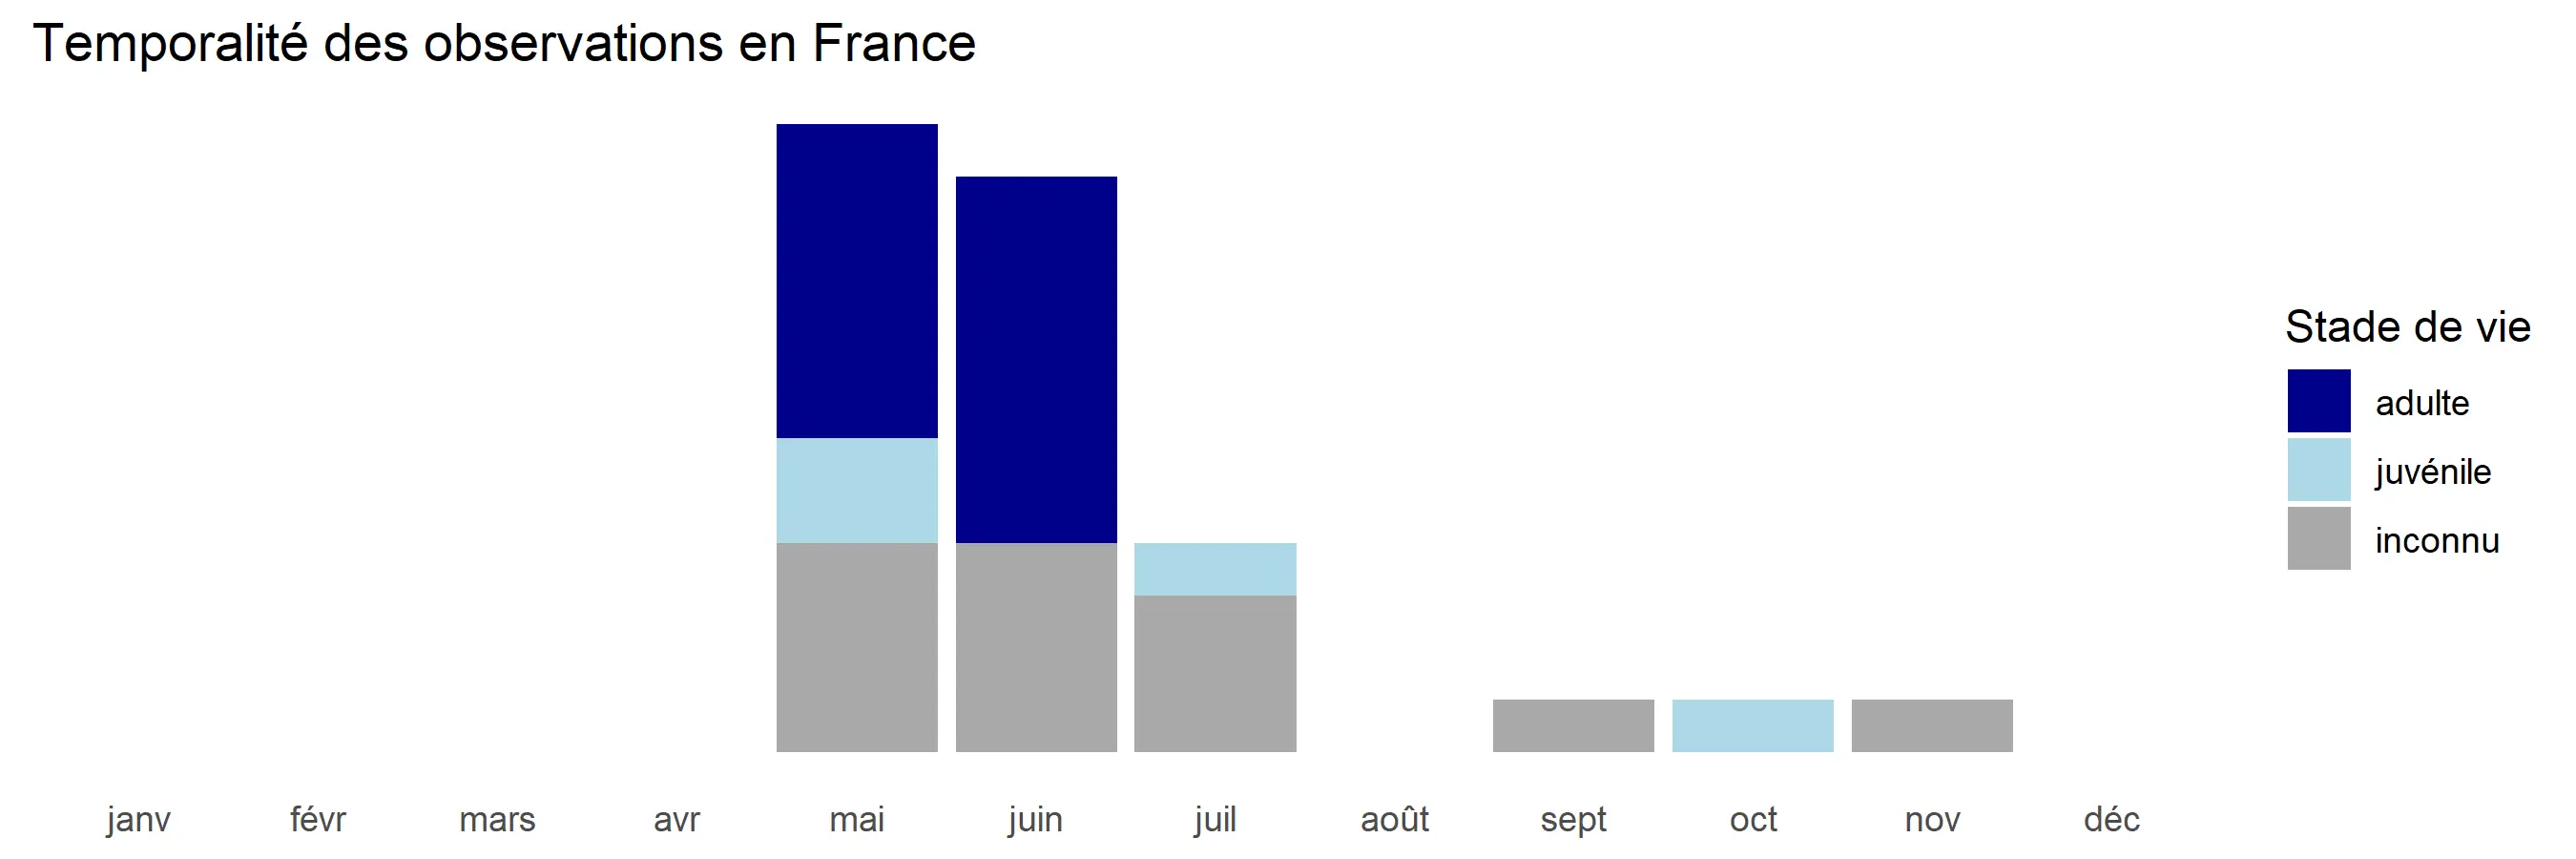 Temporalité des observations en France
Stade de vie
adulte
juvénile
inconnu
janv févr mars avr mai juin juil août sept oct nov déc